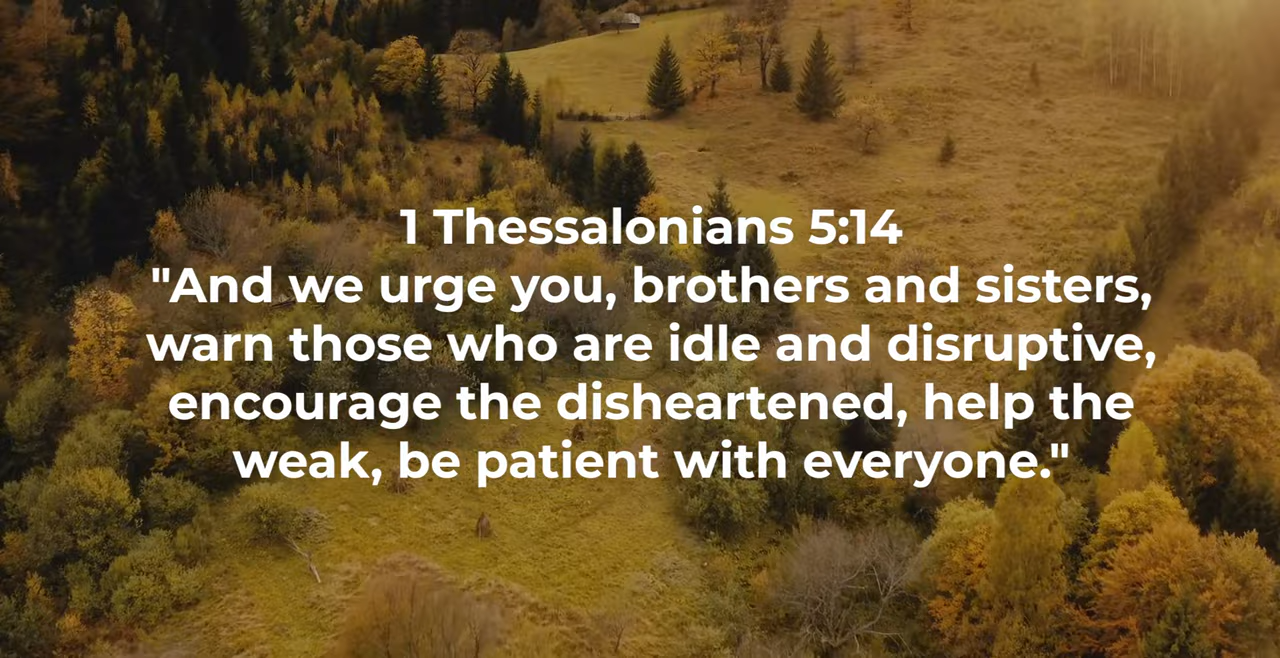 1 Thessalonians 5:14
"And we urge you, brothers and sisters,
warn those who are idle and disruptive,
encourage the disheartened, help the
weak, be patient with everyone."